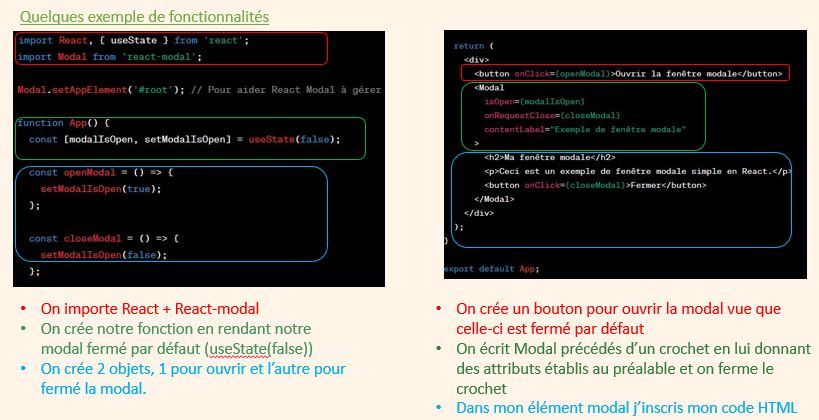 Quelques exemple de fonctionnalités
import React, { useState } from 'react';
import Modal from 'react-modal';
Modal.setAppElement('#root'); // Pour aider React Modal à gérer
function App() {
const [modalIsOpen, setModalIsOpen] = useState(false);
const openModal = () => {
setModalIsOpen(true);
};
const closeModal = () => {
setModalIsOpen(false);
};
• On importe React + React-modal
• On crée notre fonction en rendant notre
modal fermé par défaut (useState(false))
• On crée 2 objets, 1 pour ouvrir et l'autre pour
fermé la modal.
return (
<div>
<button onClick={openModal}>Ouvrir la fenêtre modale</button>
<Modal
isOpen={modalIsOpen}
onRequestClose={closeModal}
contentLabel="Exemple de fenêtre modale"
>
<h2>Ma fenêtre modale</h2>
<p>Ceci est un exemple de fenêtre modale simple en React.</p
<button onClick={closeModal}>Fermer</button>
</Modal>
</div>
);
}
export default App;
• On crée un bouton pour ouvrir la modal vue que
celle-ci est fermé par défaut
• On écrit Modal précédés d'un crochet en lui donnant
des attributs établis au préalable et on ferme le
crochet
• Dans mon élément modal j'inscris mon code HTML